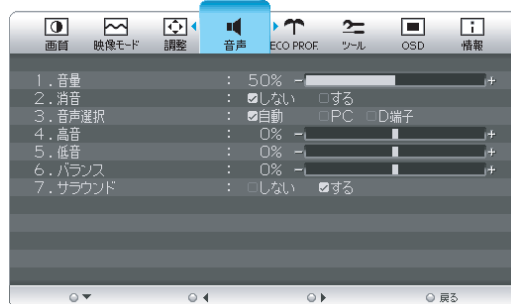 画質 映像モード 調整 音声 ECO PROF. ツール OSD 情報
1.音量 : 50% - +
2.消音 : ☑しない □する
3.音声選択 : ☑自動 □PC □D端子
4.高音 : 0% - +
5.低音 : 0% - +
6.バランス : 0% - +
7.サラウンド : □しない ☑する
○▼ ○◀ ○▶ ○戻る